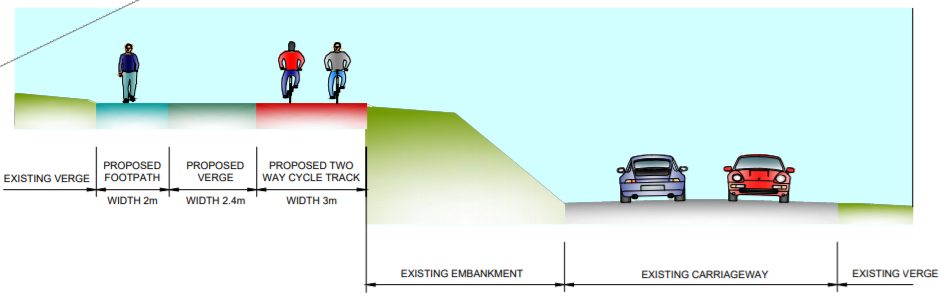 EXISTING VERGE
PROPOSED
FOOTPATH
WIDTH 2m
PROPOSED
VERGE
WIDTH 2.4m
PROPOSED TWO
WAY CYCLE TRACK
WIDTH 3m
EXISTING EMBANKMENT
EXISTING CARRIAGEWAY
EXISTING VERGE